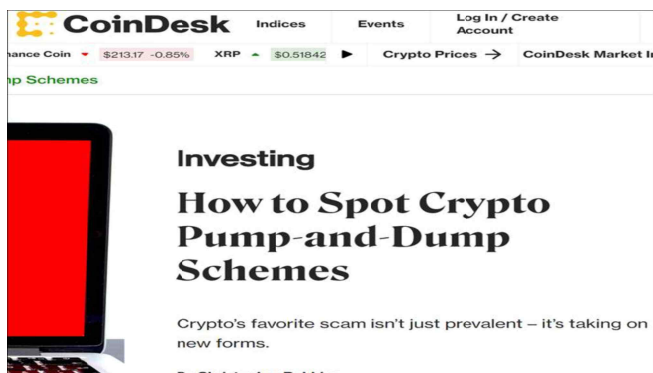 CoinDesk Indices Events Log In / Create
Account
nance Coin $213.17 -0.85% XRP $0.51842 Crypto Prices → CoinDesk Market I
mp Schemes
Investing
How to Spot Crypto
Pump-and-Dump
Schemes
Crypto's favorite scam isn't just prevalent – it's taking on
new forms.